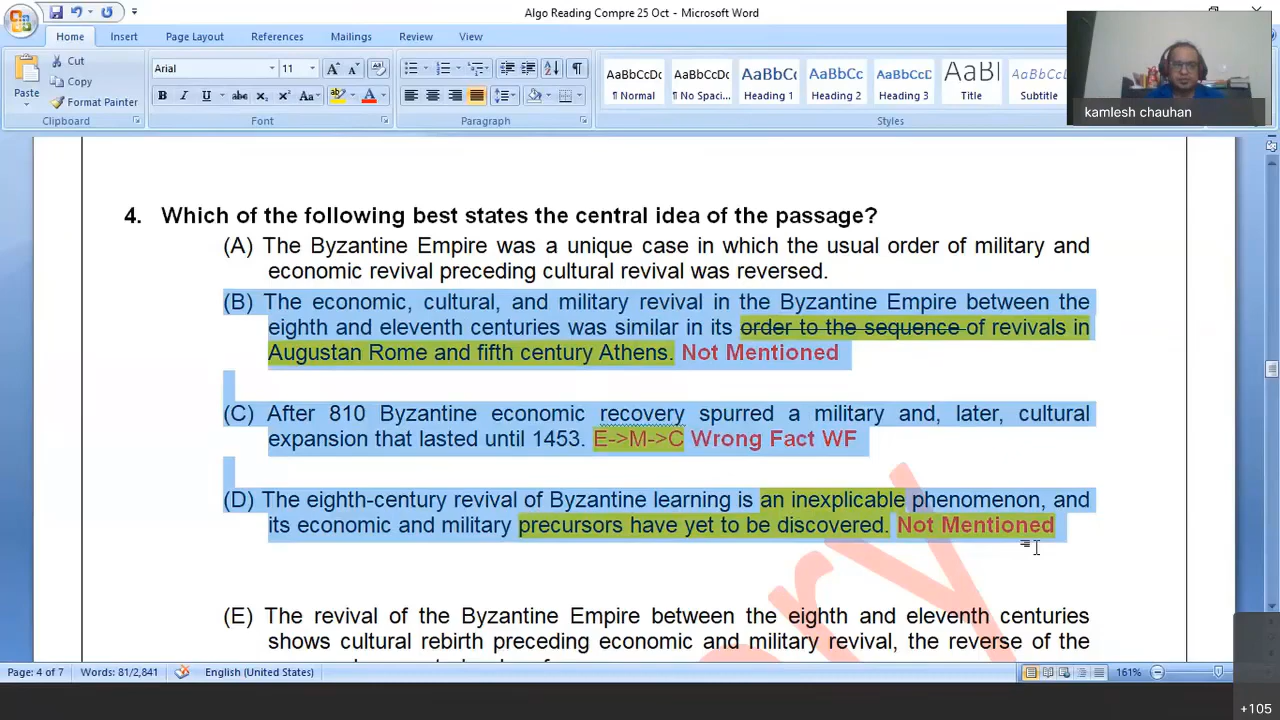 Algo Reading Compre 25 Oct - Microsoft Word
Home Insert Page Layout References Mailings Review View
Paste
Cut
Copy
Format Painter
Clipboard
Arial 11
B I U abc X₂ X² Aa
Font
Paragraph
AaBbCcDc AaBbCcDc AaBbCc AaBbCc AaBbCcD AaBl AaBbCcDc
¶ Normal ¶ No Spaci... Heading 1 Heading 2 Heading 3 Title Subtitle
Styles
kamlesh chauhan
4. Which of the following best states the central idea of the passage?
(A) The Byzantine Empire was a unique case in which the usual order of military and
economic revival preceding cultural revival was reversed.
(B) The economic, cultural, and military revival in the Byzantine Empire between the
eighth and eleventh centuries was similar in its order to the sequence of revivals in
Augustan Rome and fifth century Athens. Not Mentioned
(C) After 810 Byzantine economic recovery spurred a military and, later, cultural
expansion that lasted until 1453. E->M->C Wrong Fact WF
(D) The eighth-century revival of Byzantine learning is an inexplicable phenomenon, and
its economic and military precursors have yet to be discovered. Not Mentioned
(E) The revival of the Byzantine Empire between the eighth and eleventh centuries
shows cultural rebirth preceding economic and military revival, the reverse of the
Page: 4 of 7 Words: 81/2,841 English (United States) 161%
+105